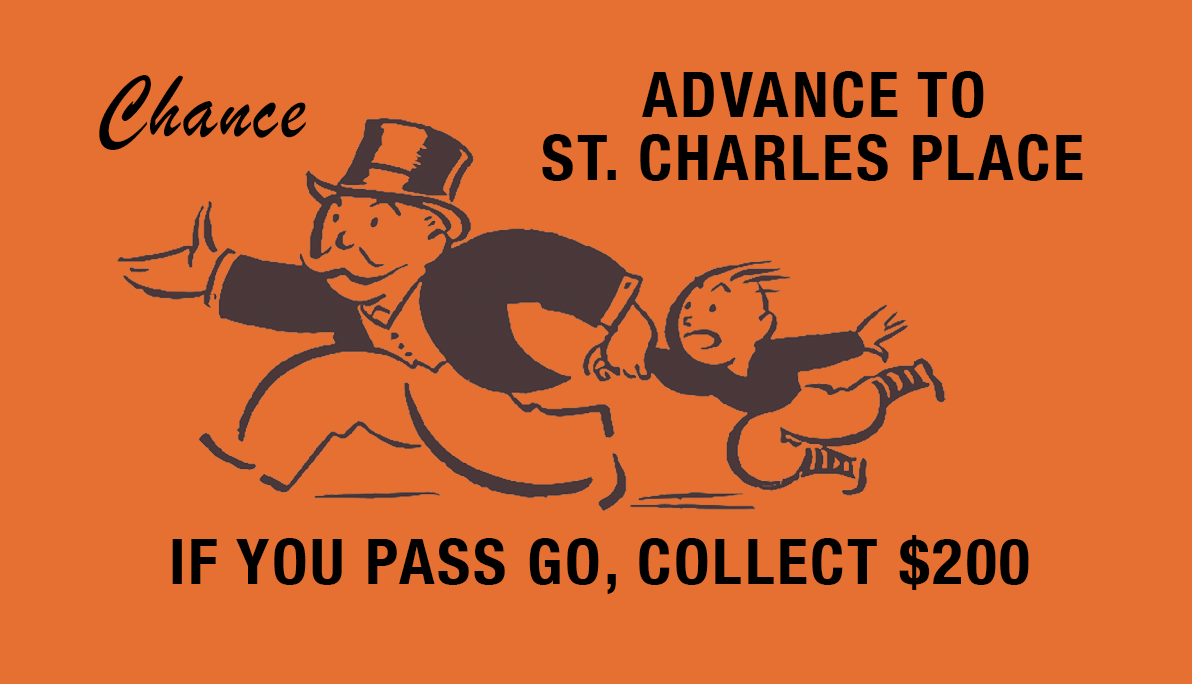 Chance
ADVANCE TO
ST. CHARLES PLACE
IF YOU PASS GO, COLLECT $200